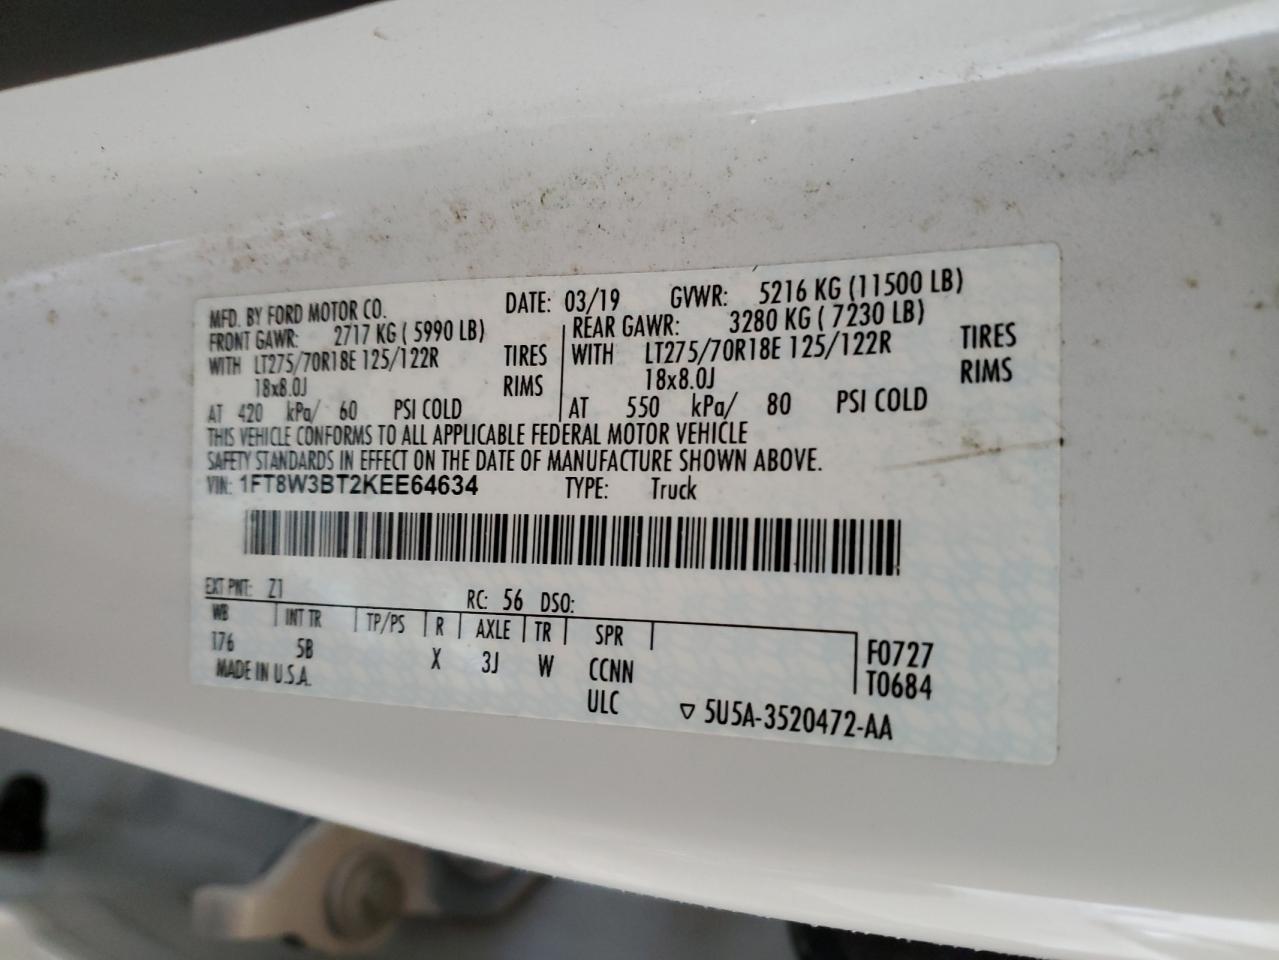 MFD. BY FORD MOTOR CO. DATE: 03/19 GVWR: 5216 KG (11500 LB)
FRONT GAWR: 2717 KG ( 5990 LB) REAR GAWR: 3280 KG ( 7230 LB)
WITH LT275/70R18E 125/122R TIRES WITH LT275/70R18E 125/122R TIRES
18x8.0J RIMS 18x8.0J RIMS
AT 420 kPa/ 60 PSI COLD AT 550 kPa/ 80 PSI COLD
THIS VEHICLE CONFORMS TO ALL APPLICABLE FEDERAL MOTOR VEHICLE
SAFETY STANDARDS IN EFFECT ON THE DATE OF MANUFACTURE SHOWN ABOVE.
VIN: 1FT8W3BT2KEE64634 TYPE: Truck
EXT PNT: Z1 RC: 56 DSO:
WB INT TR TP/PS R AXLE TR SPR
176 5B X 3J W CCNN F0727
MADE IN U.S.A. ULC T0684
▽ 5U5A-3520472-AA